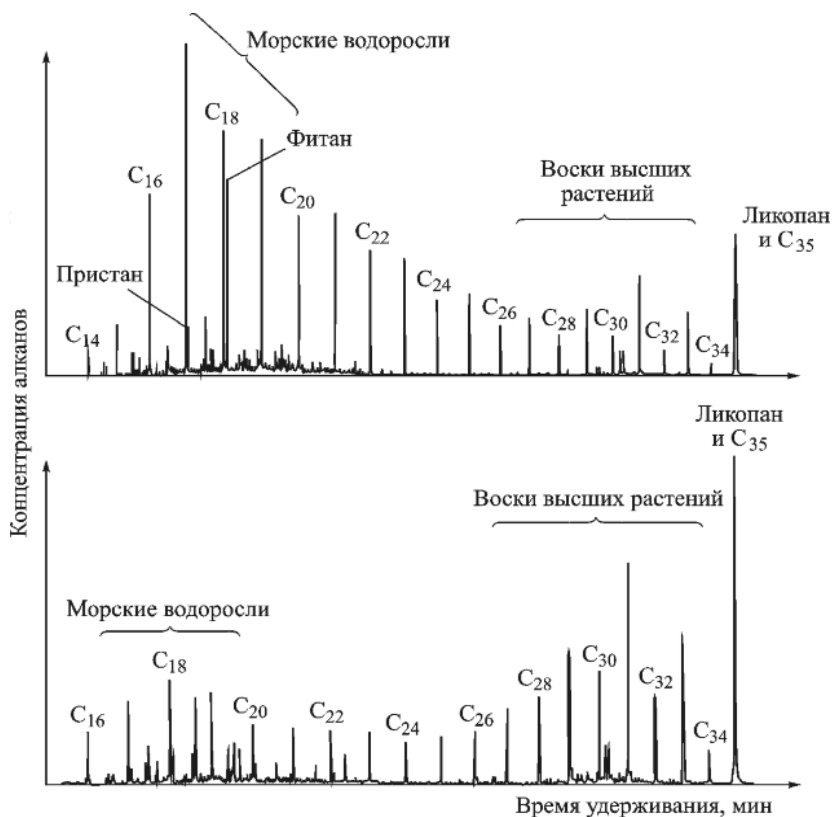 Морские водоросли
C18
Фитан
C16
Воски высших
растений
C20
Ликопан
и C35
C22
Пристан
C24
C14
C26
C28
C30
C32
C34
Концентрация алканов
Ликопан
и C35
Воски высших растений
Морские водоросли
C18
C30
C28
C32
C16
C20
C22
C26
C24
C34
Время удерживания, мин